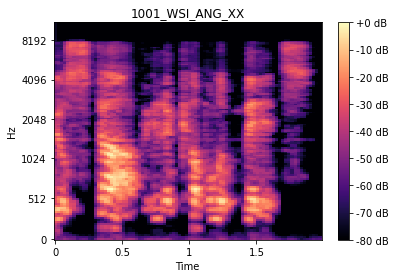 1001_WSI_ANG_XX
+0 dB
8192
-10 dB
4096
-20 dB
-30 dB
2048
Hz
-40 dB
1024
-50 dB
512
-60 dB
-70 dB
0
-80 dB
0 0.5 1 1.5
Time